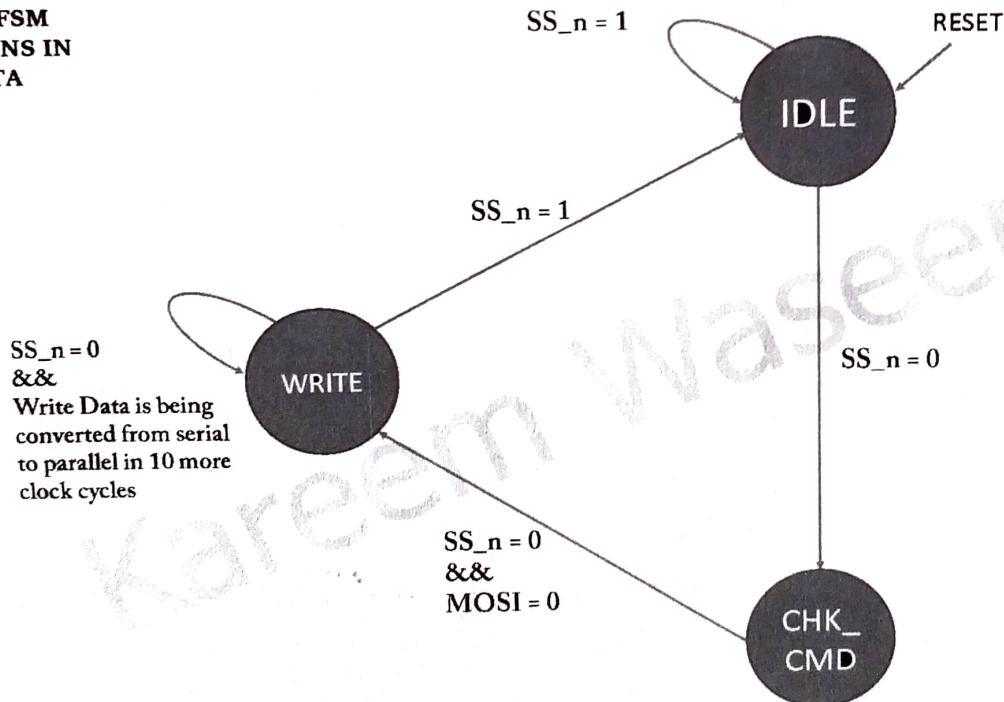 FSM
NS IN
TA
SS_n = 1
RESET
IDLE
SS_n = 1
SS_n = 0
WRITE
SS_n = 0
&&
Write Data is being
converted from serial
to parallel in 10 more
clock cycles
SS_n = 0
&&
MOSI = 0
CHK_
CMD
Kareem Waseem